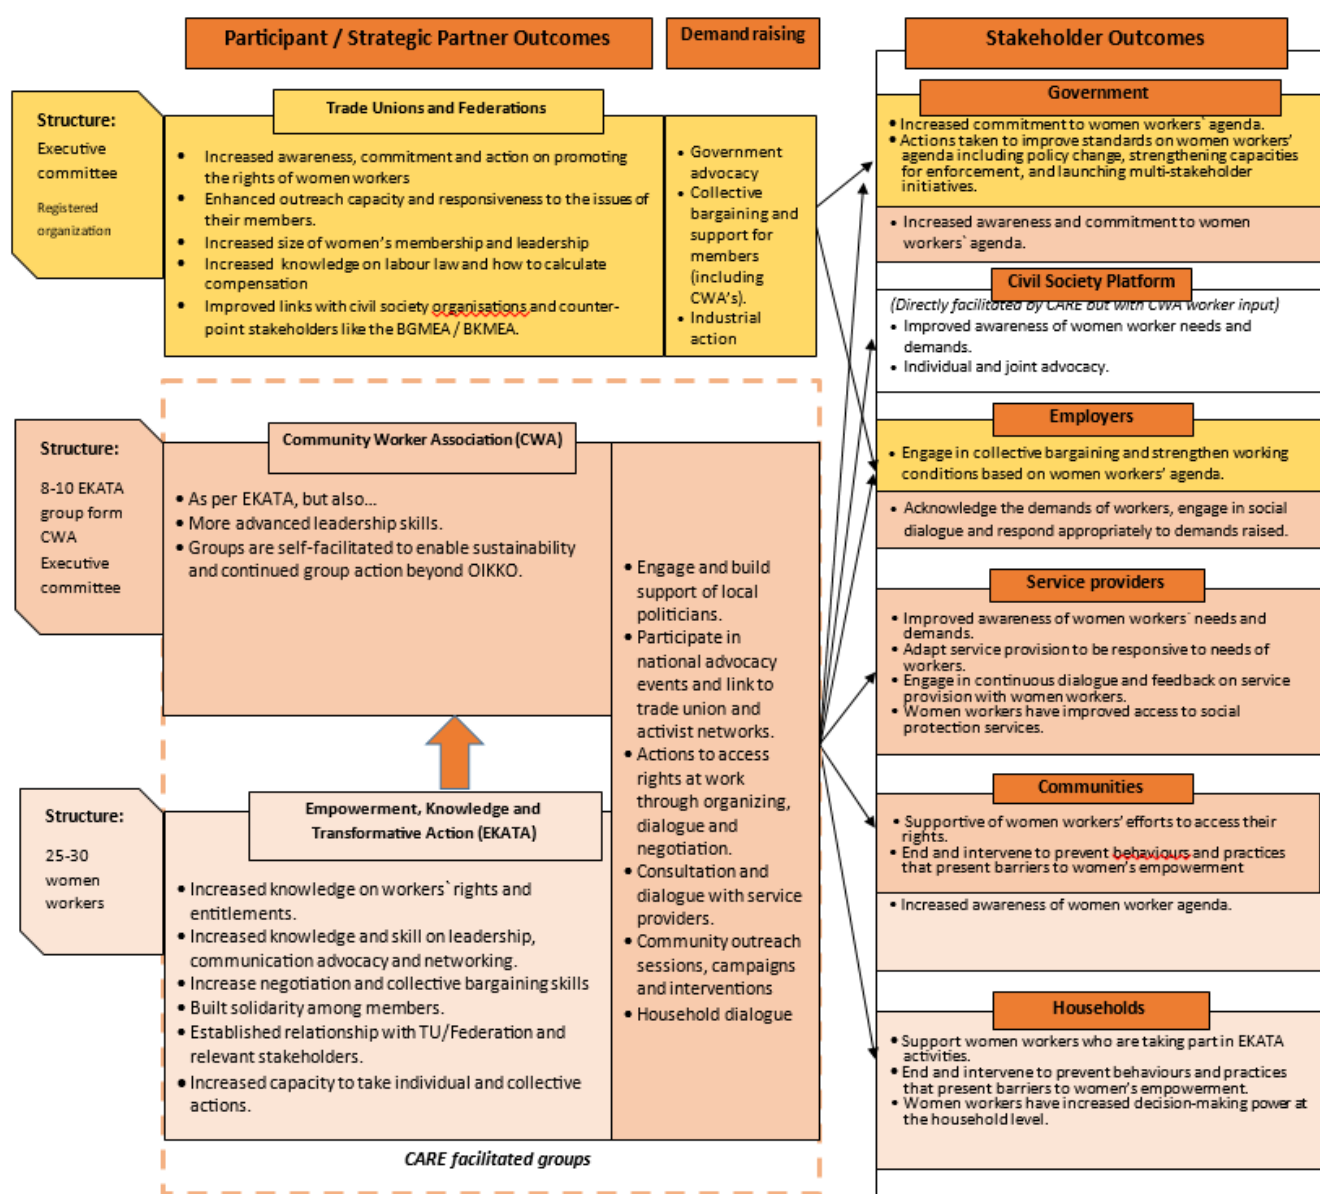 Participant / Strategic Partner Outcomes
Demand raising
Stakeholder Outcomes
Structure:
Executive
committee
Registered
organization
Trade Unions and Federations
• Increased awareness, commitment and action on promoting
the rights of women workers
• Enhanced outreach capacity and responsiveness to the issues of
their members.
• Increased size of women's membership and leadership
• Increased knowledge on labour law and how to calculate
compensation
• Improved links with civil society organisations and counter-
point stakeholders like the BGMEA / BKMEA.
• Government
advocacy
• Collective
bargaining and
support for
members
(including
CWA's).
• Industrial
action
Structure:
8-10 EKATA
group form
CWA
Executive
committee
Community Worker Association (CWA)
• As per EKATA, but also...
• More advanced leadership skills.
• Groups are self-facilitated to enable sustainability
and continued group action beyond OIKKO.
Structure:
25-30
women
workers
Empowerment, Knowledge and
Transformative Action (EKATA)
• Increased knowledge on workers` rights and
entitlements.
• Increased knowledge and skill on leadership,
communication advocacy and networking.
• Increase negotiation and collective bargaining skills
• Built solidarity among members.
• Established relationship with TU/Federation and
relevant stakeholders.
• Increased capacity to take individual and collective
actions.
• Engage and build
support of local
politicians.
• Participate in
national advocacy
events and link to
trade union and
activist networks.
• Actions to access
rights at work
through organizing,
dialogue and
negotiation.
• Consultation and
dialogue with service
providers.
• Community outreach
sessions, campaigns
and interventions
• Household dialogue
CARE facilitated groups
Government
• Increased commitment to women workers` agenda.
• Actions taken to improve standards on women workers'
agenda including policy change, strengthening capacities
for enforcement, and launching multi-stakeholder
initiatives.
• Increased awareness and commitment to women
workers` agenda.
Civil Society Platform
(Directly facilitated by CARE but with CWA worker input)
• Improved awareness of women worker needs and
demands.
• Individual and joint advocacy.
Employers
• Engage in collective bargaining and strengthen working
conditions based on women workers' agenda.
• Acknowledge the demands of workers, engage in social
dialogue and respond appropriately to demands raised.
Service providers
• Improved awareness of women workers` needs and
demands.
• Adapt service provision to be responsive to needs of
workers.
• Engage in continuous dialogue and feedback on service
provision with women workers.
• Women workers have improved access to social
protection services.
Communities
• Supportive of women workers' efforts to access their
rights.
• End and intervene to prevent behaviours and practices
that present barriers to women's empowerment
• Increased awareness of women worker agenda.
Households
• Support women workers who are taking part in EKATA
activities.
• End and intervene to prevent behaviours and practices
that present barriers to women's empowerment.
• Women workers have increased decision-making power at
the household level.